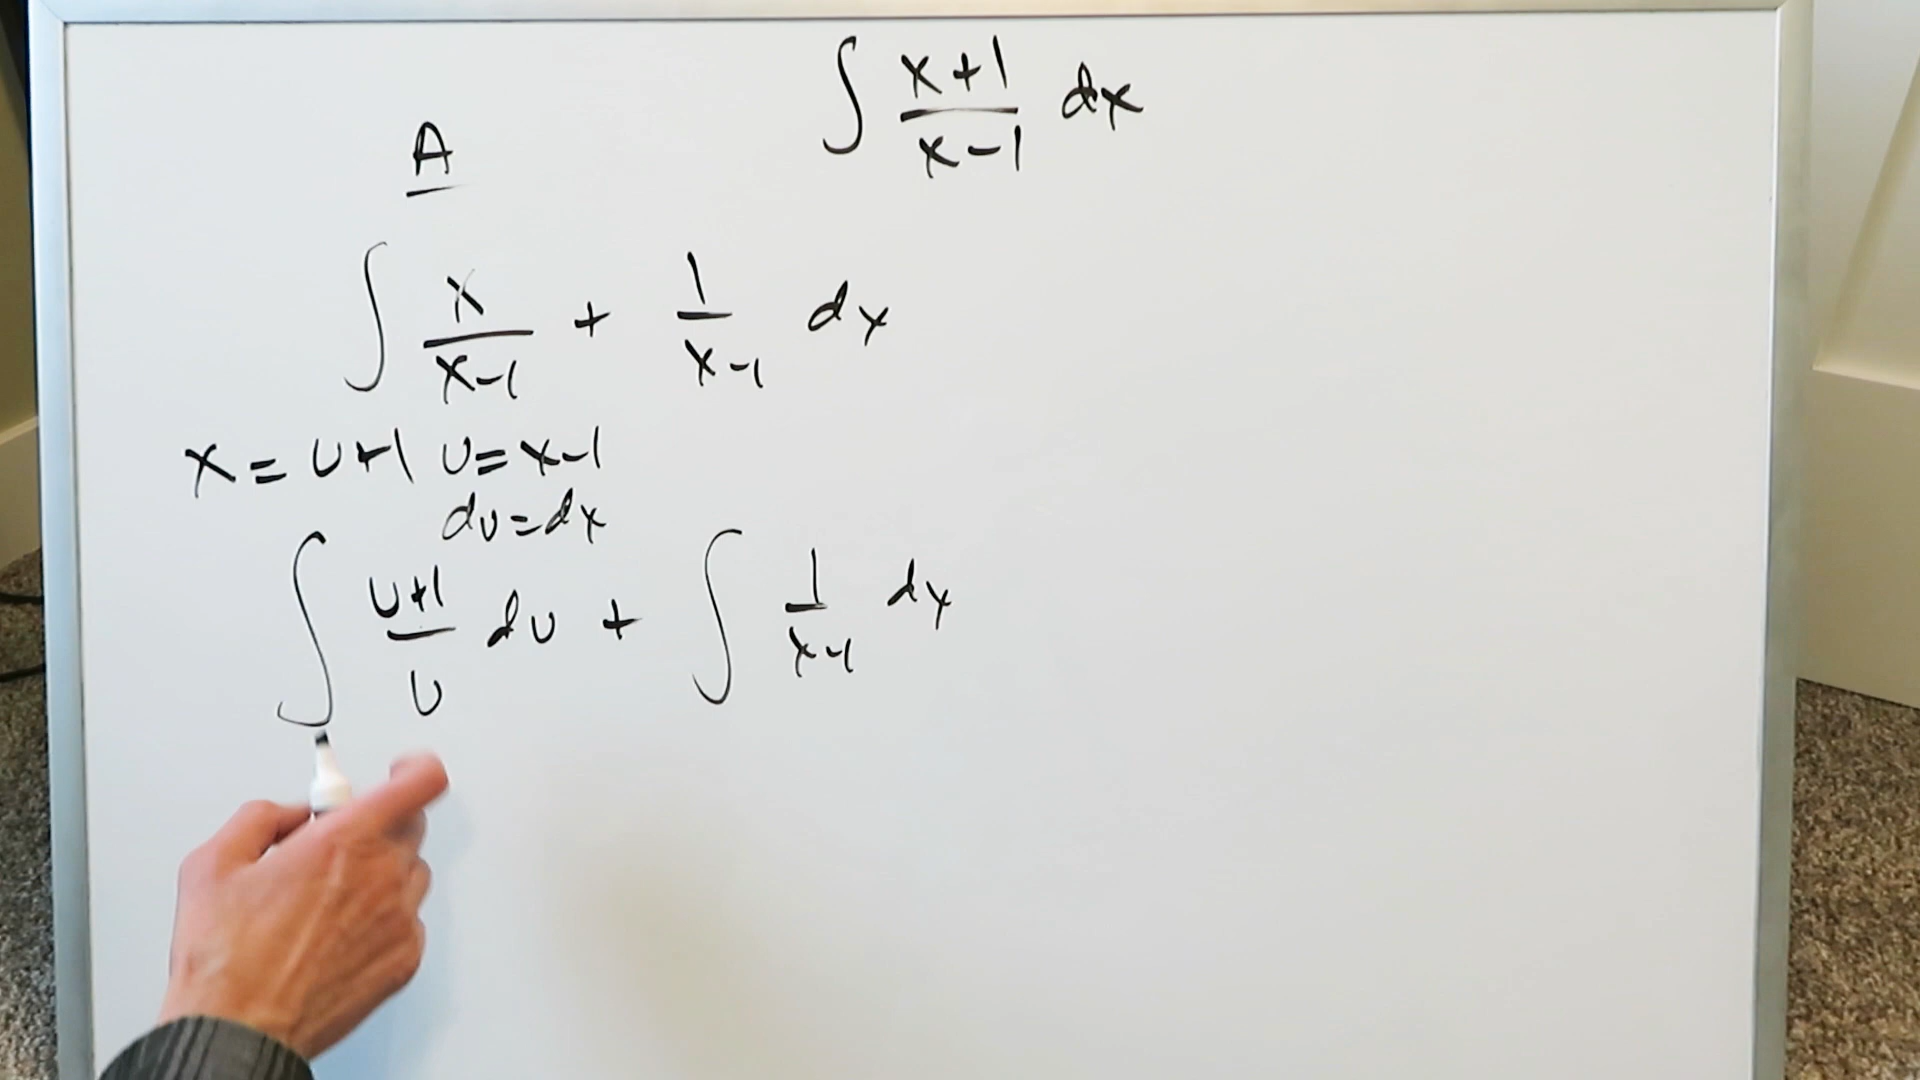 ∫ x+1/x-1 dx
A
∫ x/x-1 + 1/x-1 dx
x = u+1 u = x-1
du = dx
∫ u+1/u du + ∫ 1/x-1 dx